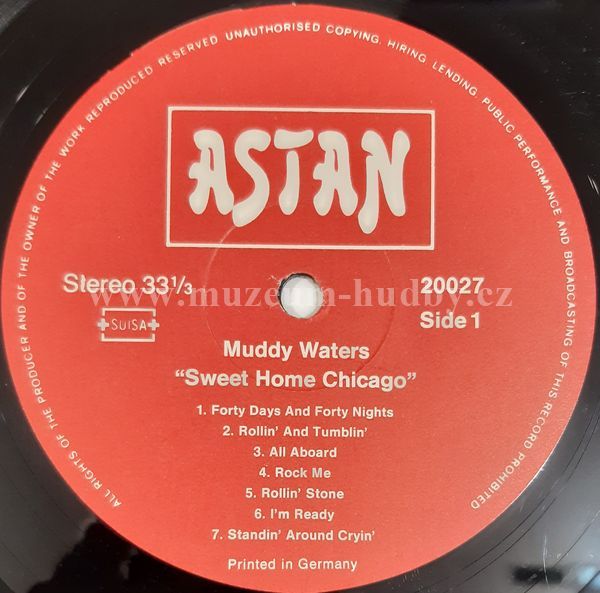 ALL RIGHTS OF THE PRODUCER AND OF THE OWNER OF THE WORK REPRODUCED RESERVED. UNAUTHORISED COPYING, HIRING, LENDING, PUBLIC PERFORMANCE AND BROADCASTING OF THIS RECORD PROHIBITED
ASTAN
Stereo 33⅓
20027
www.muzeum-hudby.cz
SUISA
Side 1
Muddy Waters
"Sweet Home Chicago"
1. Forty Days And Forty Nights
2. Rollin' And Tumblin'
3. All Aboard
4. Rock Me
5. Rollin' Stone
6. I'm Ready
7. Standin' Around Cryin'
Printed in Germany